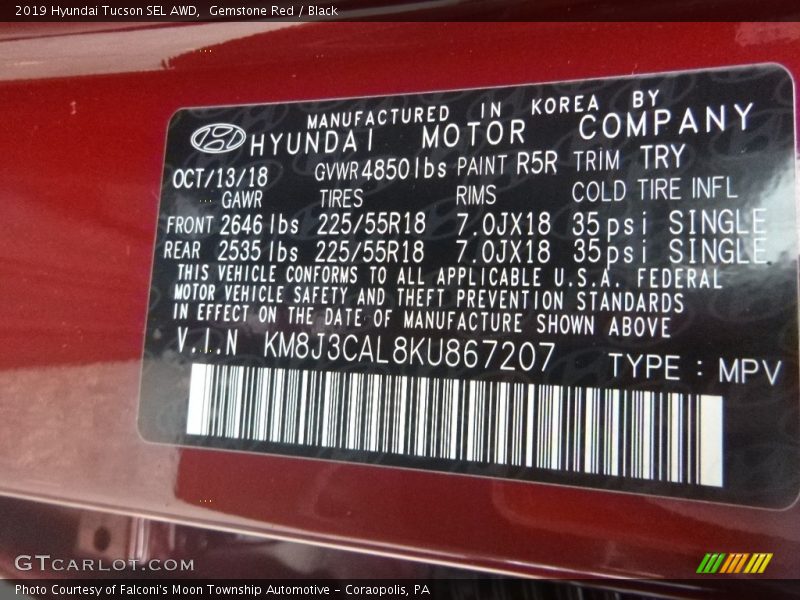 2019 Hyundai Tucson SEL AWD,  Gemstone Red / Black
MANUFACTURED IN KOREA BY
HYUNDAI MOTOR COMPANY
OCT/13/18 GVWR 4850lbs PAINT R5R TRIM TRY
GAWR TIRES RIMS COLD TIRE INFL
FRONT 2646 lbs 225/55R18 7.0JX18 35psi SINGLE
REAR 2535 lbs 225/55R18 7.0JX18 35psi SINGLE
THIS VEHICLE CONFORMS TO ALL APPLICABLE U.S.A. FEDERAL
MOTOR VEHICLE SAFETY AND THEFT PREVENTION STANDARDS
IN EFFECT ON THE DATE OF MANUFACTURE SHOWN ABOVE
V.I.N KM8J3CAL8KU867207 TYPE : MPV
GTCARLOT.COM
Photo Courtesy of Falconi's Moon Township Automotive - Coraopolis, PA